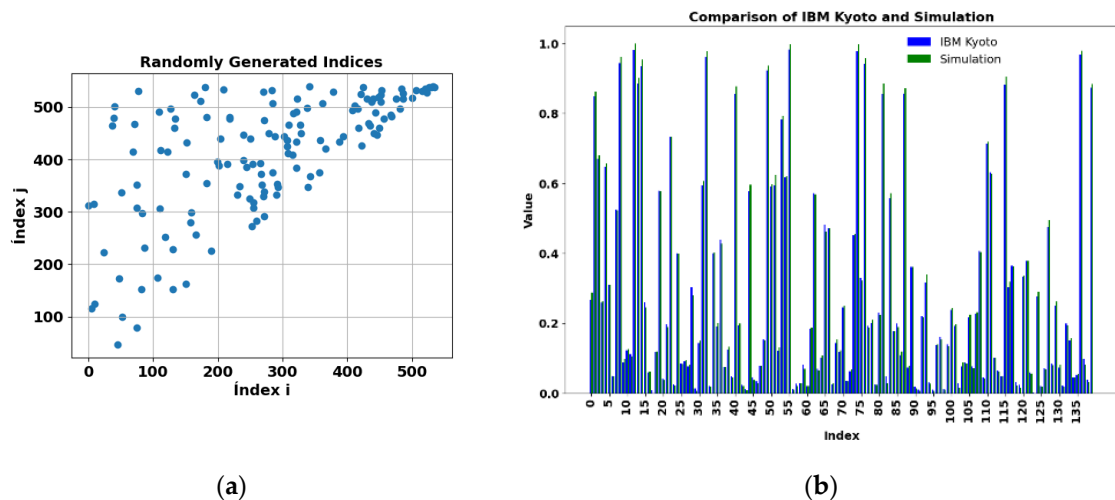 Randomly Generated Indices
Índex j
500
400
300
200
100
0 100 200 300 400 500
Índex i
(a)
Comparison of IBM Kyoto and Simulation
IBM Kyoto
Simulation
Value
1.0
0.8
0.6
0.4
0.2
0.0
0 5 10 15 20 25 30 35 40 45 50 55 60 65 70 75 80 85 90 95 100 105 110 115 120 125 130 135
Index
(b)